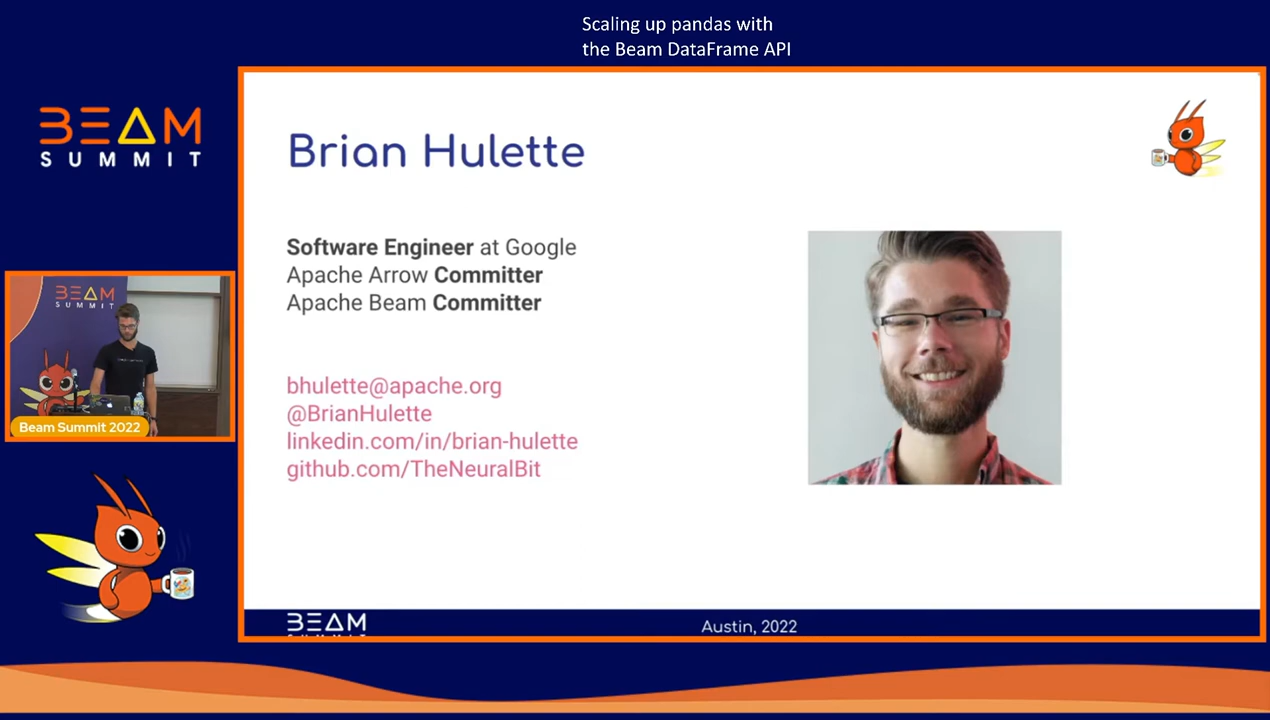 Scaling up pandas with
the Beam DataFrame API
BEAM
SUMMIT
Brian Hulette
Software Engineer at Google
Apache Arrow Committer
Apache Beam Committer
bhulette@apache.org
@BrianHulette
linkedin.com/in/brian-hulette
github.com/TheNeuralBit
BEAM
SUMMIT
Beam Summit 2022
BEAM
Austin, 2022